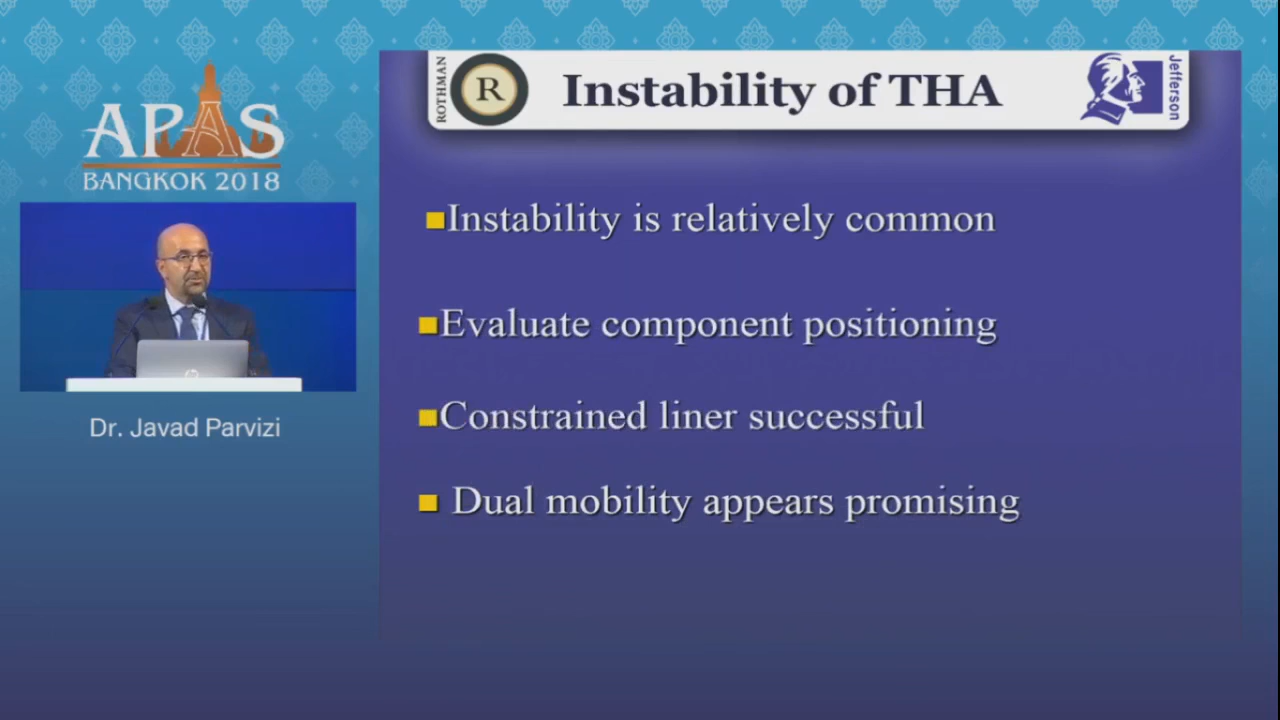 APAS
BANGKOK 2018
Dr. Javad Parvizi
ROTHMAN
R
Instability of THA
Jefferson
Instability is relatively common
Evaluate component positioning
Constrained liner successful
Dual mobility appears promising